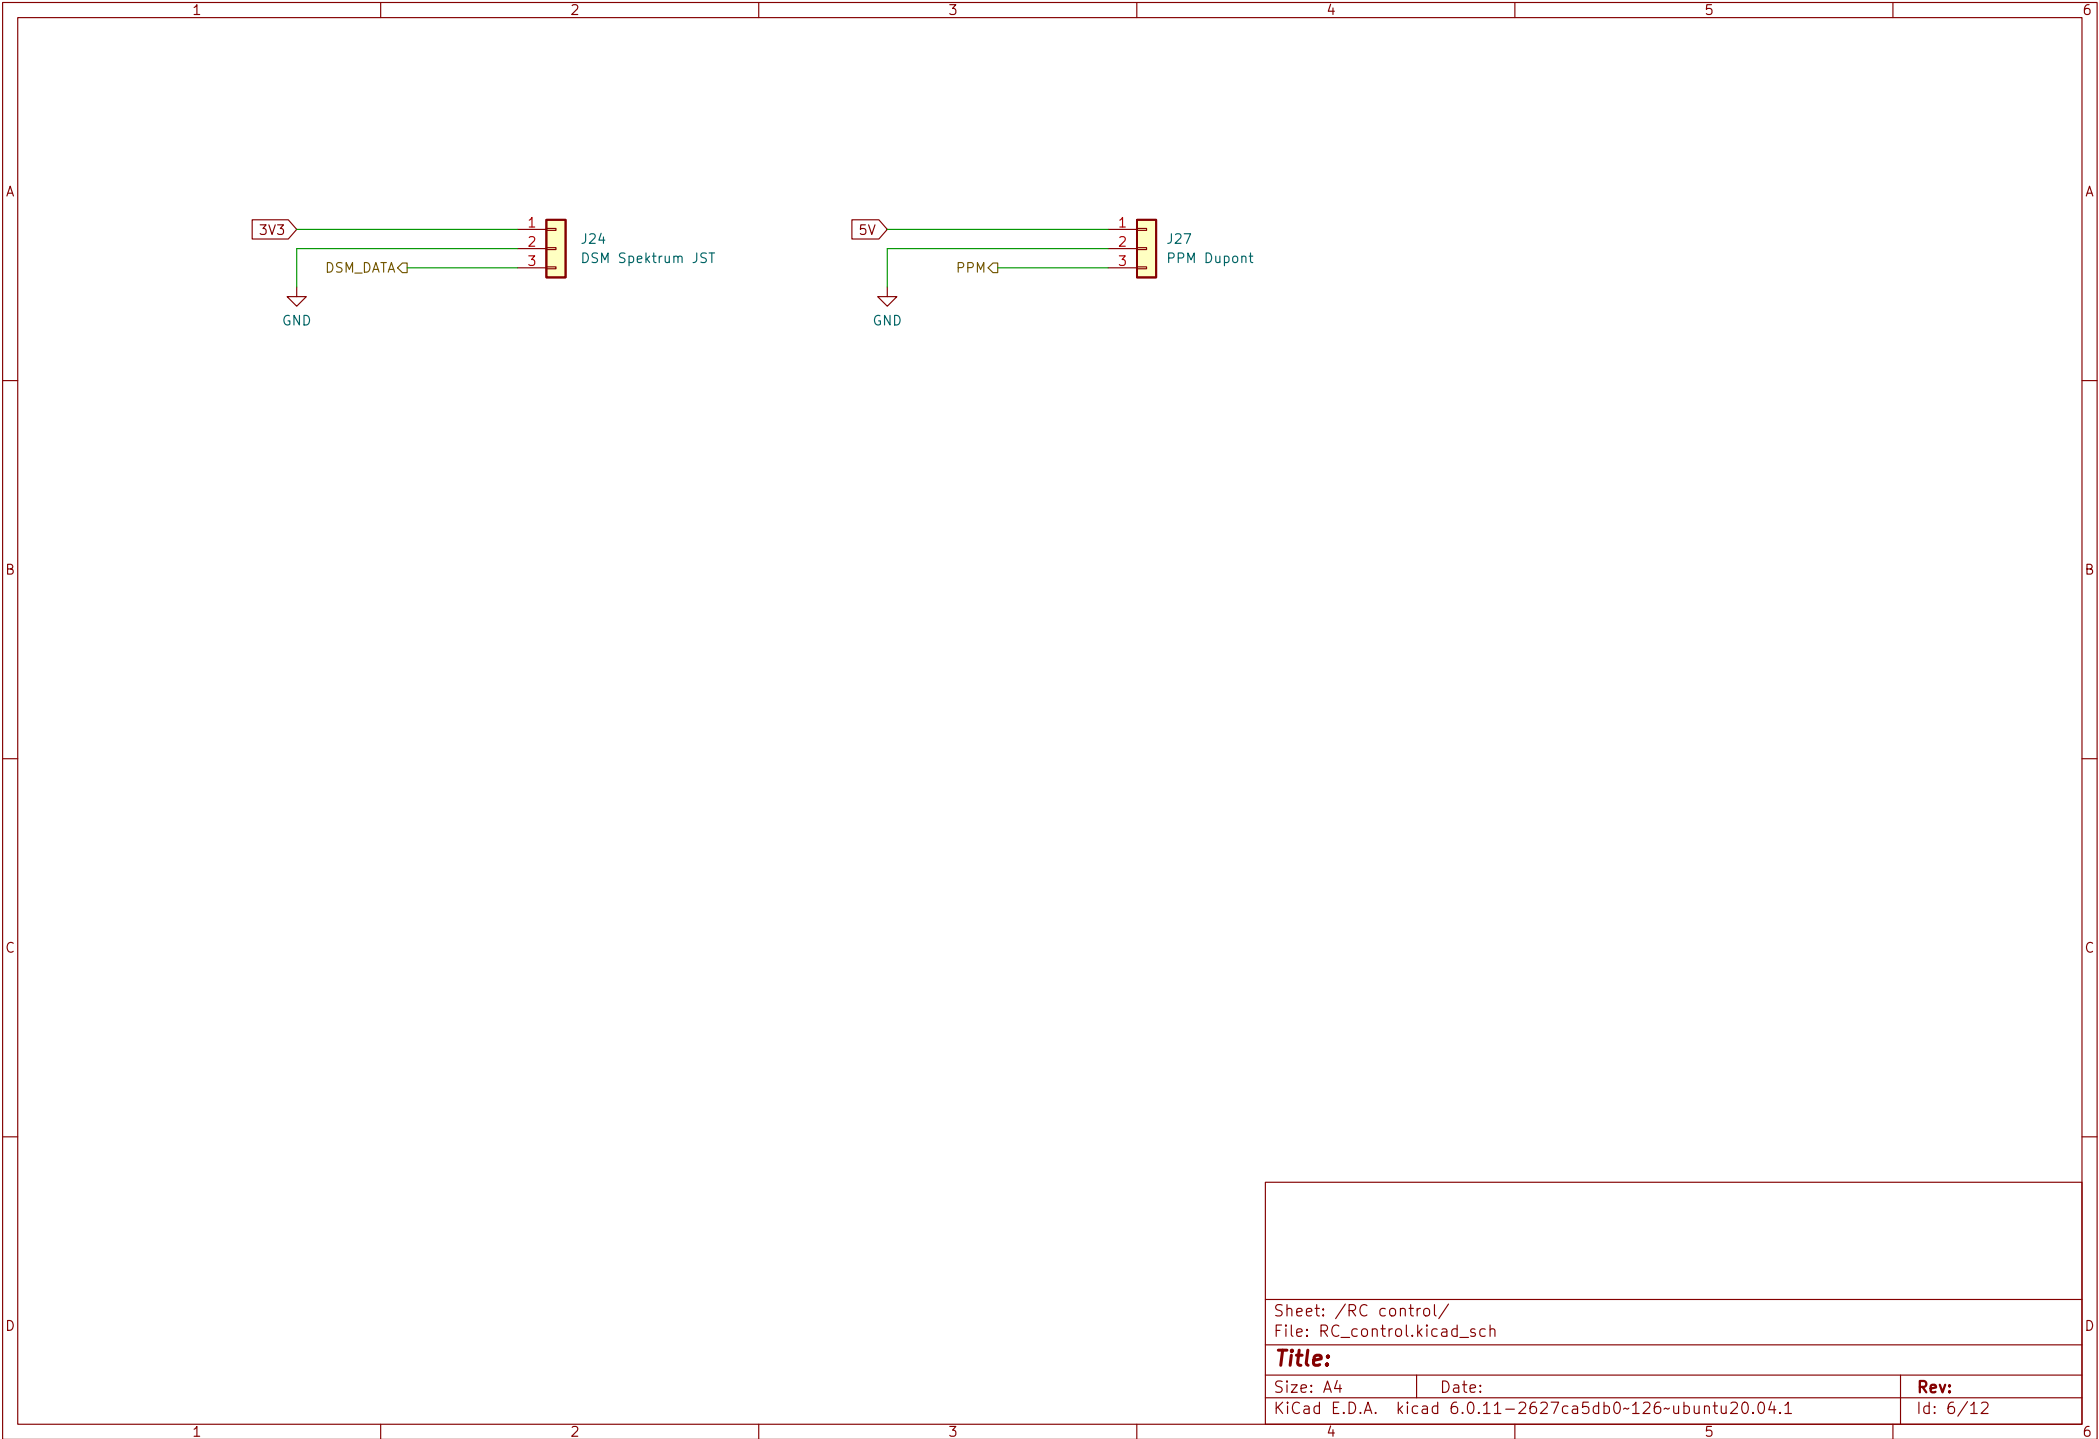 1 2 3 4 5 6
A A
3V3 1 J24
2 DSM Spektrum JST
DSM_DATA 3
GND
5V 1 J27
2 PPM Dupont
PPM 3
GND
B B
C C
D D
Sheet: /RC control/
File: RC_control.kicad_sch
Title:
Size: A4 Date: Rev:
KiCad E.D.A. kicad 6.0.11-2627ca5db0~126~ubuntu20.04.1 Id: 6/12
1 2 3 4 5 6